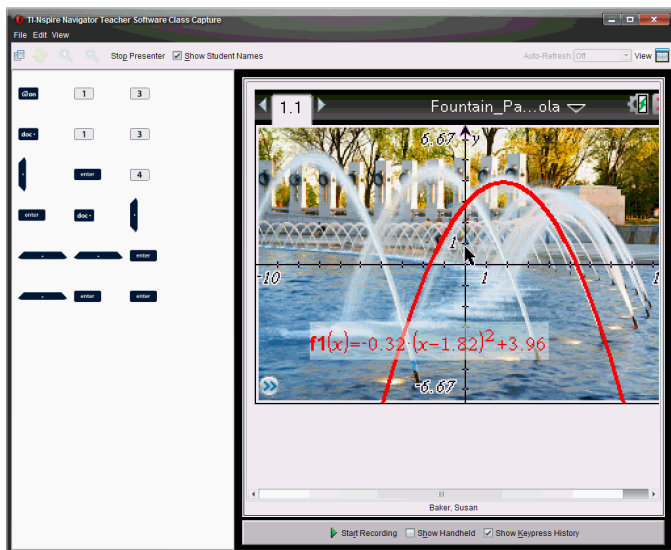 TI-Nspire Navigator Teacher Software Class Capture
File Edit View
Stop Presenter Show Student Names Auto-Refresh: Off View
on 1 3
doc 1 3
enter 4
enter doc
enter
enter enter
1.1 Fountain_Pa...ola
6.67 y
1
-10 1 1
f1(x)=-0.32·(x-1.82)²+3.96
-6.67
Baker, Susan
Start Recording Show Handheld Show Keypress History